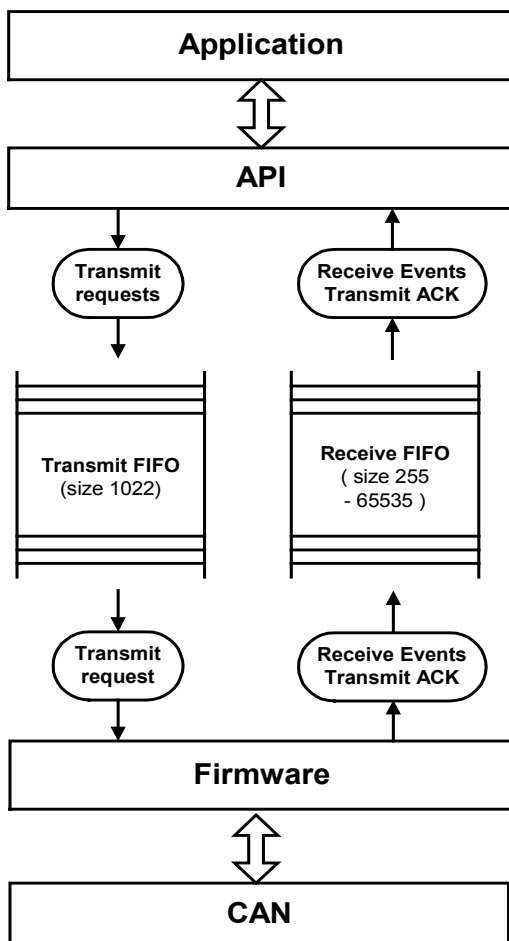 Application
API
Transmit
requests
Receive Events
Transmit ACK
Transmit FIFO
(size 1022)
Receive FIFO
( size 255
- 65535 )
Transmit
request
Receive Events
Transmit ACK
Firmware
CAN